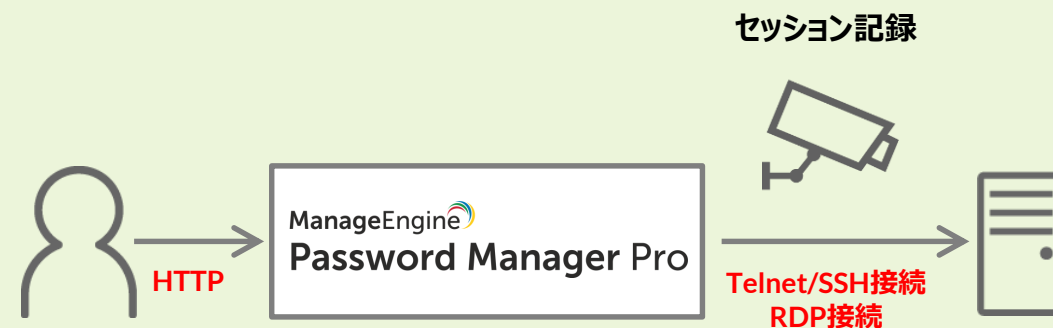 セッション記録
ManageEngine
Password Manager Pro
HTTP
Telnet/SSH接続
RDP接続